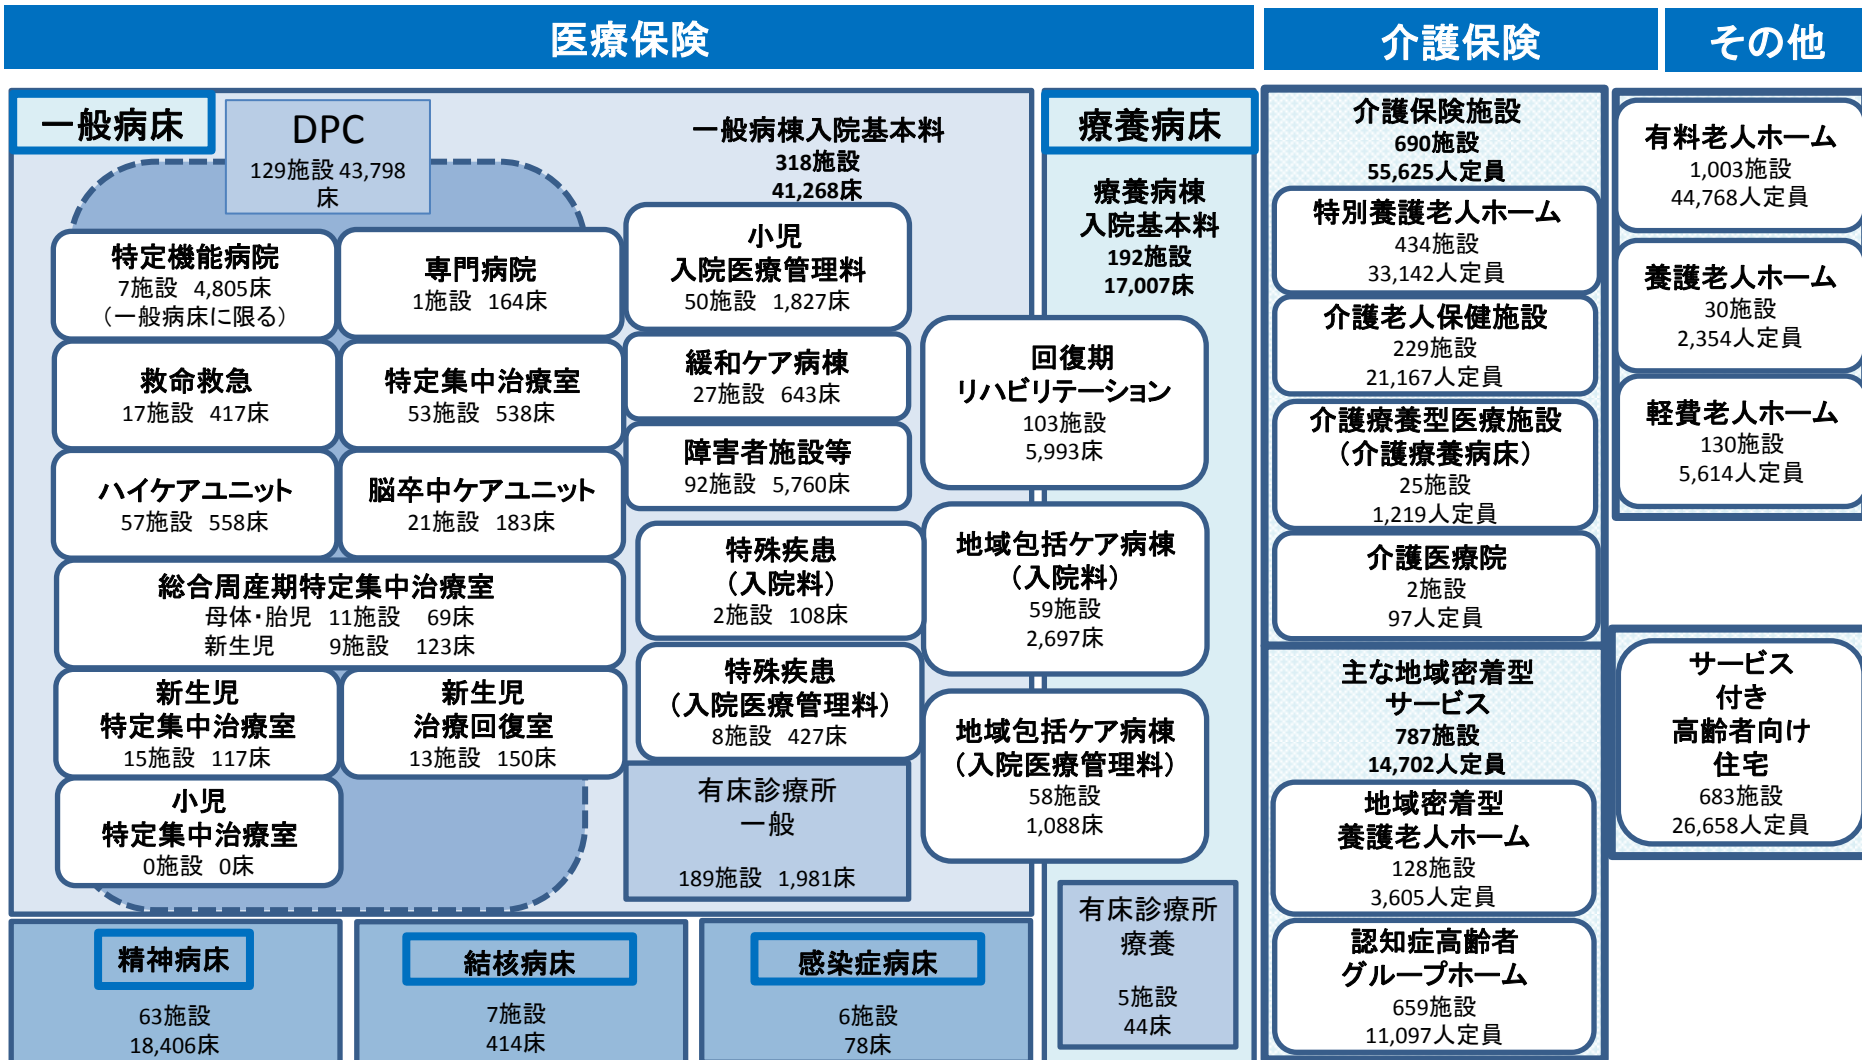 医療保険
介護保険
その他
一般病床
DPC
129施設 43,798
床
一般病棟入院基本料
318施設
41,268床
特定機能病院
7施設 4,805床
（一般病床に限る）
専門病院
1施設 164床
小児
入院医療管理料
50施設 1,827床
救命救急
17施設 417床
特定集中治療室
53施設 538床
緩和ケア病棟
27施設 643床
ハイケアユニット
57施設 558床
脳卒中ケアユニット
21施設 183床
障害者施設等
92施設 5,760床
総合周産期特定集中治療室
母体・胎児 11施設 69床
新生児 9施設 123床
特殊疾患
（入院料）
2施設 108床
新生児
特定集中治療室
15施設 117床
新生児
治療回復室
13施設 150床
特殊疾患
（入院医療管理料）
8施設 427床
小児
特定集中治療室
0施設 0床
有床診療所
一般
189施設 1,981床
療養病床
療養病棟
入院基本料
192施設
17,007床
回復期
リハビリテーション
103施設
5,993床
地域包括ケア病棟
（入院料）
59施設
2,697床
地域包括ケア病棟
（入院医療管理料）
58施設
1,088床
有床診療所
療養
5施設
44床
精神病床
63施設
18,406床
結核病床
7施設
414床
感染症病床
6施設
78床
介護保険施設
690施設
55,625人定員
特別養護老人ホーム
434施設
33,142人定員
介護老人保健施設
229施設
21,167人定員
介護療養型医療施設
（介護療養病床）
25施設
1,219人定員
介護医療院
2施設
97人定員
主な地域密着型
サービス
787施設
14,702人定員
地域密着型
養護老人ホーム
128施設
3,605人定員
認知症高齢者
グループホーム
659施設
11,097人定員
有料老人ホーム
1,003施設
44,768人定員
養護老人ホーム
30施設
2,354人定員
軽費老人ホーム
130施設
5,614人定員
サービス
付き
高齢者向け
住宅
683施設
26,658人定員